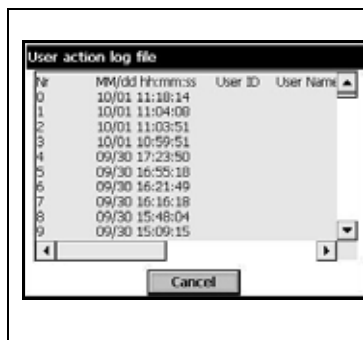 User action log file
Nr MM/dd hh:mm:ss User ID User Name
0 10/01 11:18:14
1 10/01 11:04:08
2 10/01 11:03:51
3 10/01 10:59:51
4 09/30 17:23:50
5 09/30 16:55:18
6 09/30 16:21:49
7 09/30 16:16:18
8 09/30 15:48:04
9 09/30 15:09:15
Cancel